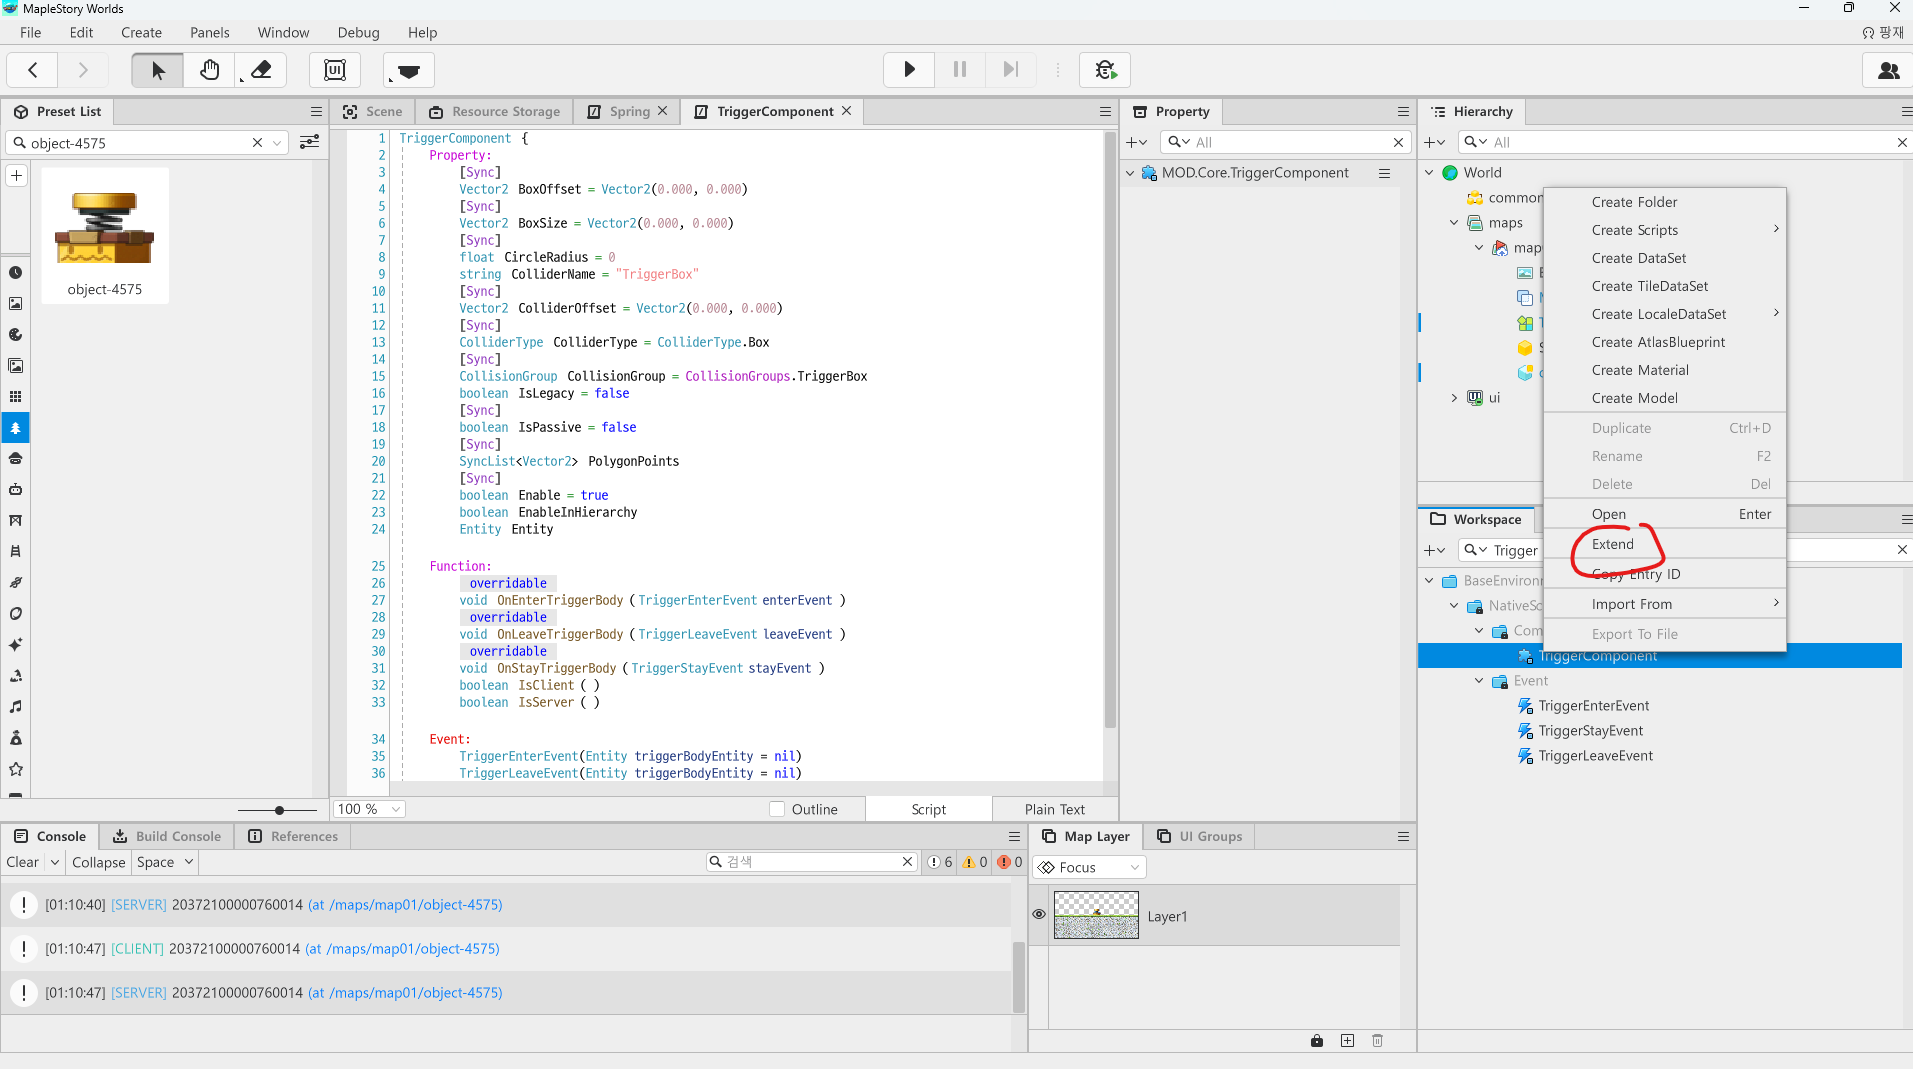 MapleStory Worlds
File Edit Create Panels Window Debug Help
팡재
UI
Preset List
object-4575
object-4575
Scene Resource Storage Spring TriggerComponent
1 TriggerComponent {
2 Property:
3 [Sync]
4 Vector2 BoxOffset = Vector2(0.000, 0.000)
5 [Sync]
6 Vector2 BoxSize = Vector2(0.000, 0.000)
7 [Sync]
8 float CircleRadius = 0
9 string ColliderName = "TriggerBox"
10 [Sync]
11 Vector2 ColliderOffset = Vector2(0.000, 0.000)
12 [Sync]
13 ColliderType ColliderType = ColliderType.Box
14 [Sync]
15 CollisionGroup CollisionGroup = CollisionGroups.TriggerBox
16 boolean IsLegacy = false
17 [Sync]
18 boolean IsPassive = false
19 [Sync]
20 SyncList<Vector2> PolygonPoints
21 [Sync]
22 boolean Enable = true
23 boolean EnableInHierarchy
24 Entity Entity
25 Function:
26 overridable
27 void OnEnterTriggerBody ( TriggerEnterEvent enterEvent )
28 overridable
29 void OnLeaveTriggerBody ( TriggerLeaveEvent leaveEvent )
30 overridable
31 void OnStayTriggerBody ( TriggerStayEvent stayEvent )
32 boolean IsClient ( )
33 boolean IsServer ( )
34 Event:
35 TriggerEnterEvent(Entity triggerBodyEntity = nil)
36 TriggerLeaveEvent(Entity triggerBodyEntity = nil)
100 % Outline Script Plain Text
Property
All
MOD.Core.TriggerComponent
Hierarchy
All
World
common
maps
map
ui
Create Folder
Create Scripts
Create DataSet
Create TileDataSet
Create LocaleDataSet
Create AtlasBlueprint
Create Material
Create Model
Duplicate Ctrl+D
Rename F2
Delete Del
Open Enter
Extend
Copy Entry ID
Import From
Export To File
Workspace
Trigger
BaseEnvironm
NativeSc
Com
TriggerComponent
Event
TriggerEnterEvent
TriggerStayEvent
TriggerLeaveEvent
Console Build Console References
Clear Collapse Space 검색 6 0 0
[01:10:40] [SERVER] 20372100000760014 (at /maps/map01/object-4575)
[01:10:47] [CLIENT] 20372100000760014 (at /maps/map01/object-4575)
[01:10:47] [SERVER] 20372100000760014 (at /maps/map01/object-4575)
Map Layer UI Groups
Focus
Layer1